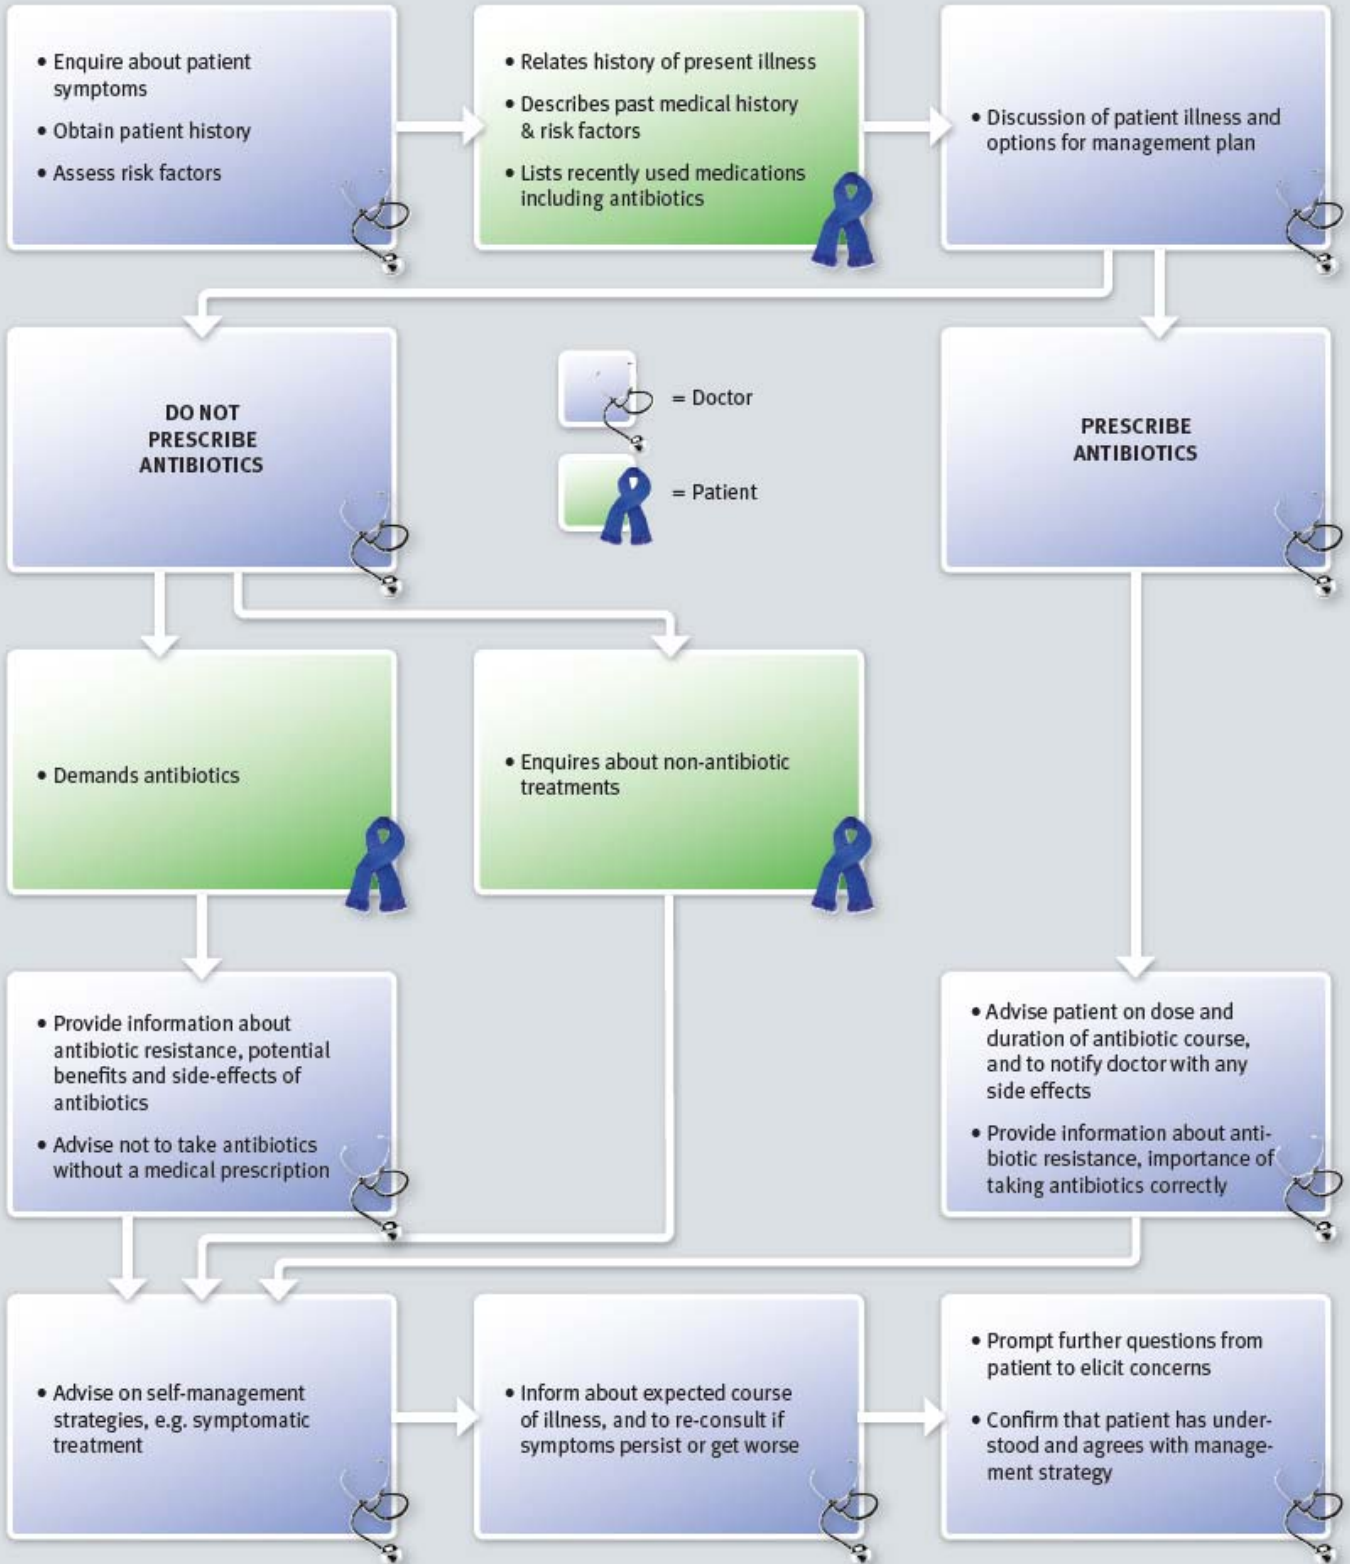 • Enquire about patient
symptoms
• Obtain patient history
• Assess risk factors
• Relates history of present illness
• Describes past medical history
& risk factors
• Lists recently used medications
including antibiotics
• Discussion of patient illness and
options for management plan
DO NOT
PRESCRIBE
ANTIBIOTICS
= Doctor
= Patient
PRESCRIBE
ANTIBIOTICS
• Demands antibiotics
• Enquires about non-antibiotic
treatments
• Provide information about
antibiotic resistance, potential
benefits and side-effects of
antibiotics
• Advise not to take antibiotics
without a medical prescription
• Advise patient on dose and
duration of antibiotic course,
and to notify doctor with any
side effects
• Provide information about anti-
biotic resistance, importance of
taking antibiotics correctly
• Advise on self-management
strategies, e.g. symptomatic
treatment
• Inform about expected course
of illness, and to re-consult if
symptoms persist or get worse
• Prompt further questions from
patient to elicit concerns
• Confirm that patient has under-
stood and agrees with manage-
ment strategy